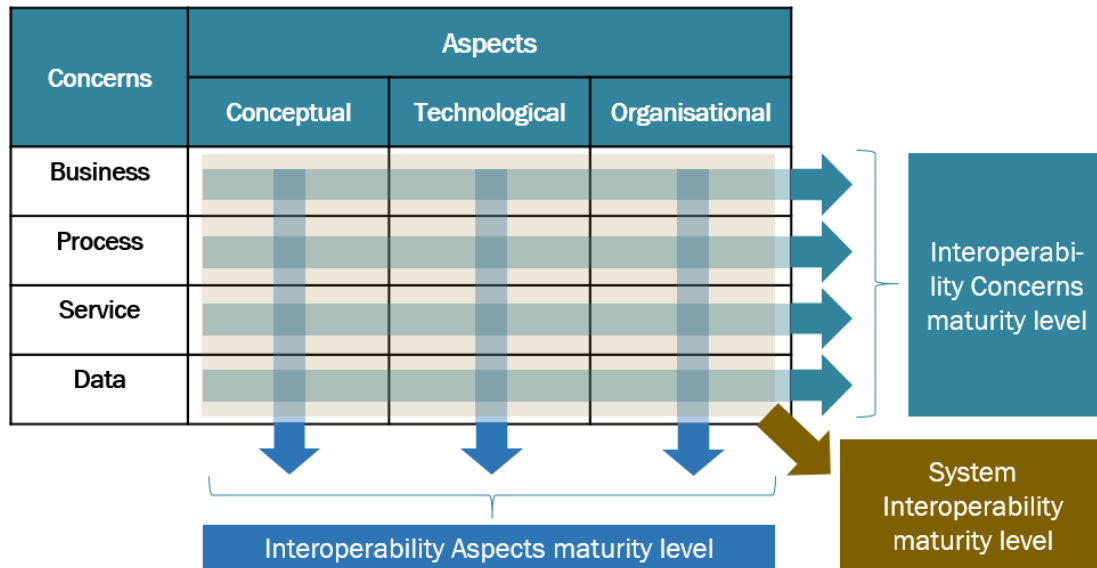 Concerns
Aspects
Conceptual
Technological
Organisational
Business
Process
Service
Data
Interoperabi-
lity Concerns
maturity level
System
Interoperability
maturity level
Interoperability Aspects maturity level